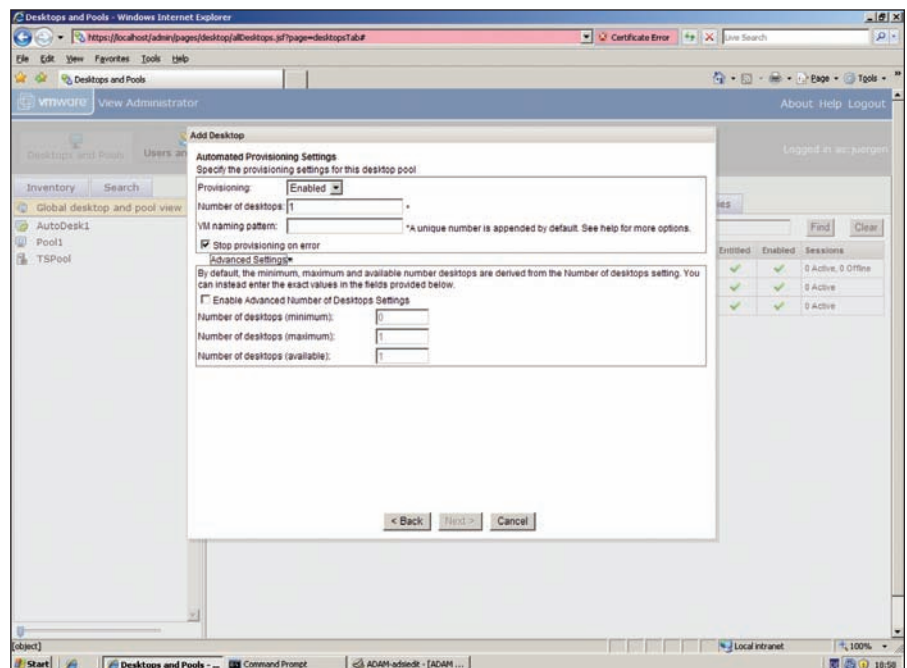 Desktops and Pools - Windows Internet Explorer
https://localhost/admin/pages/desktop/allDesktops.jsf?page=desktopsTab#
Certificate Error
Live Search
File Edit View Favorites Tools Help
Desktops and Pools
Page Tools
vmware View Administrator
About Help Logout
Desktops and Pools
Users an
Logged in as: juergen
Add Desktop
Automated Provisioning Settings
Specify the provisioning settings for this desktop pool
Provisioning: Enabled
Number of desktops: 1 *
VM naming pattern: *A unique number is appended by default. See help for more options.
Stop provisioning on error
Advanced Settings
By default, the minimum, maximum and available number desktops are derived from the Number of desktops setting. You
can instead enter the exact values in the fields provided below.
Enable Advanced Number of Desktops Settings
Number of desktops (minimum): 0
Number of desktops (maximum): 1
Number of desktops (available): 1
< Back Next > Cancel
Inventory Search
Global desktop and pool view
AutoDesk1
Pool1
TSPool
ies
Find Clear
Entitled Enabled Sessions
0 Active, 0 Offline
0 Active
0 Active
[object]
Local intranet
100%
Start
Desktops and Pools - ...
Command Prompt
ADAM-adsiedit - [ADAM ...
18:58